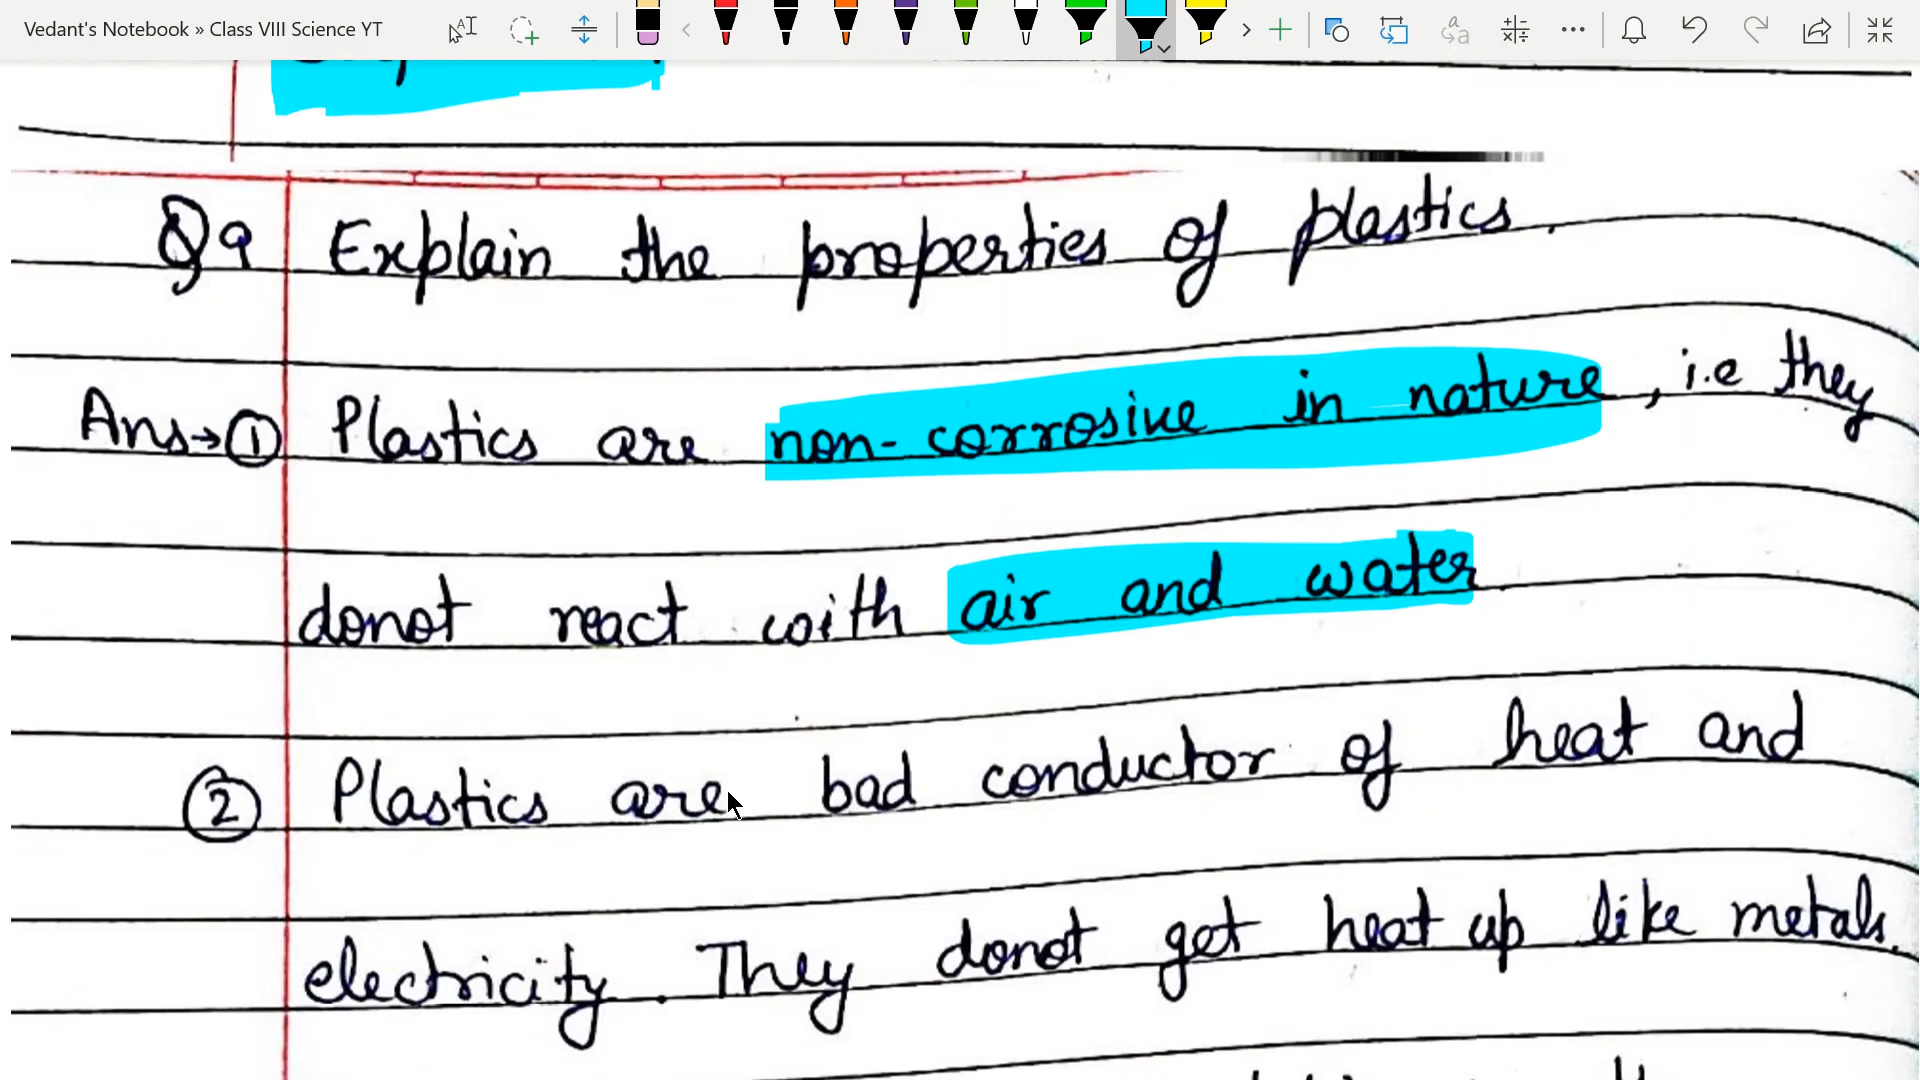 Vedant's Notebook » Class VIII Science YT
Q9 Explain the properties of plastics.
Ans→① Plastics are non-corrosive in nature, i.e they
donot react with air and water
② Plastics are bad conductor of heat and
electricity. They donot get heat up like metals.